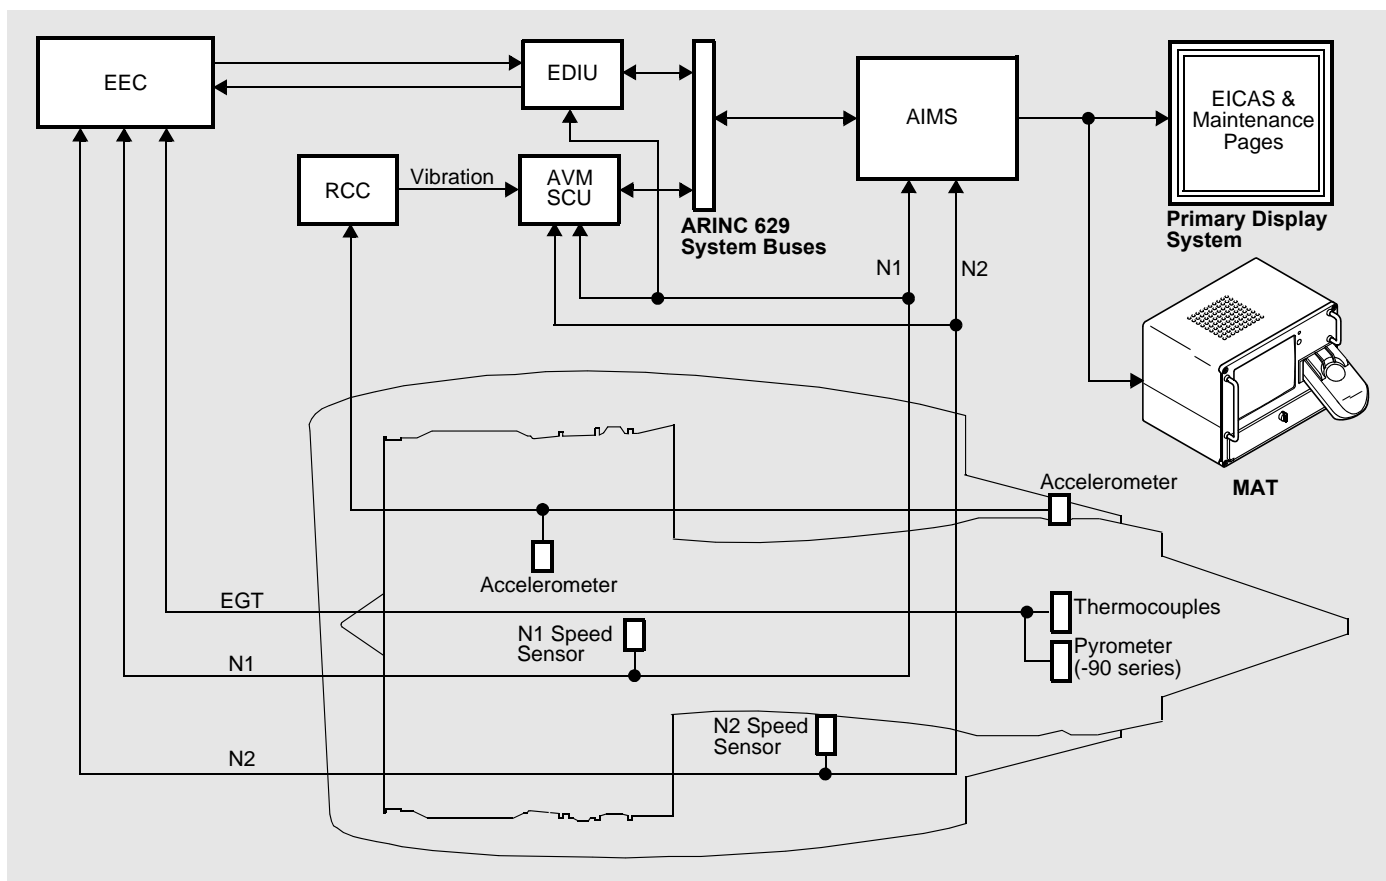 EEC
EDIU
AIMS
EICAS &
Maintenance
Pages
RCC
Vibration
AVM
SCU
ARINC 629
System Buses
Primary Display
System
N1
N2
MAT
Accelerometer
Accelerometer
EGT
Thermocouples
N1 Speed
Sensor
Pyrometer
(-90 series)
N1
N2 Speed
Sensor
N2